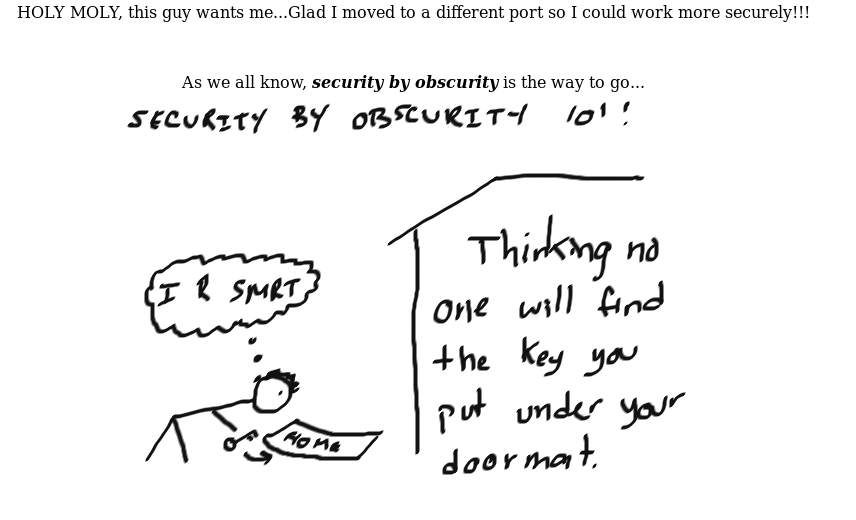 HOLY MOLY, this guy wants me...Glad I moved to a different port so I could work more securely!!!
As we all know, security by obscurity is the way to go...
SECURITY BY OBSCURITY 101!
I R SMRT
Thinking no
one will find
the key you
put under your
doormat.
HOME